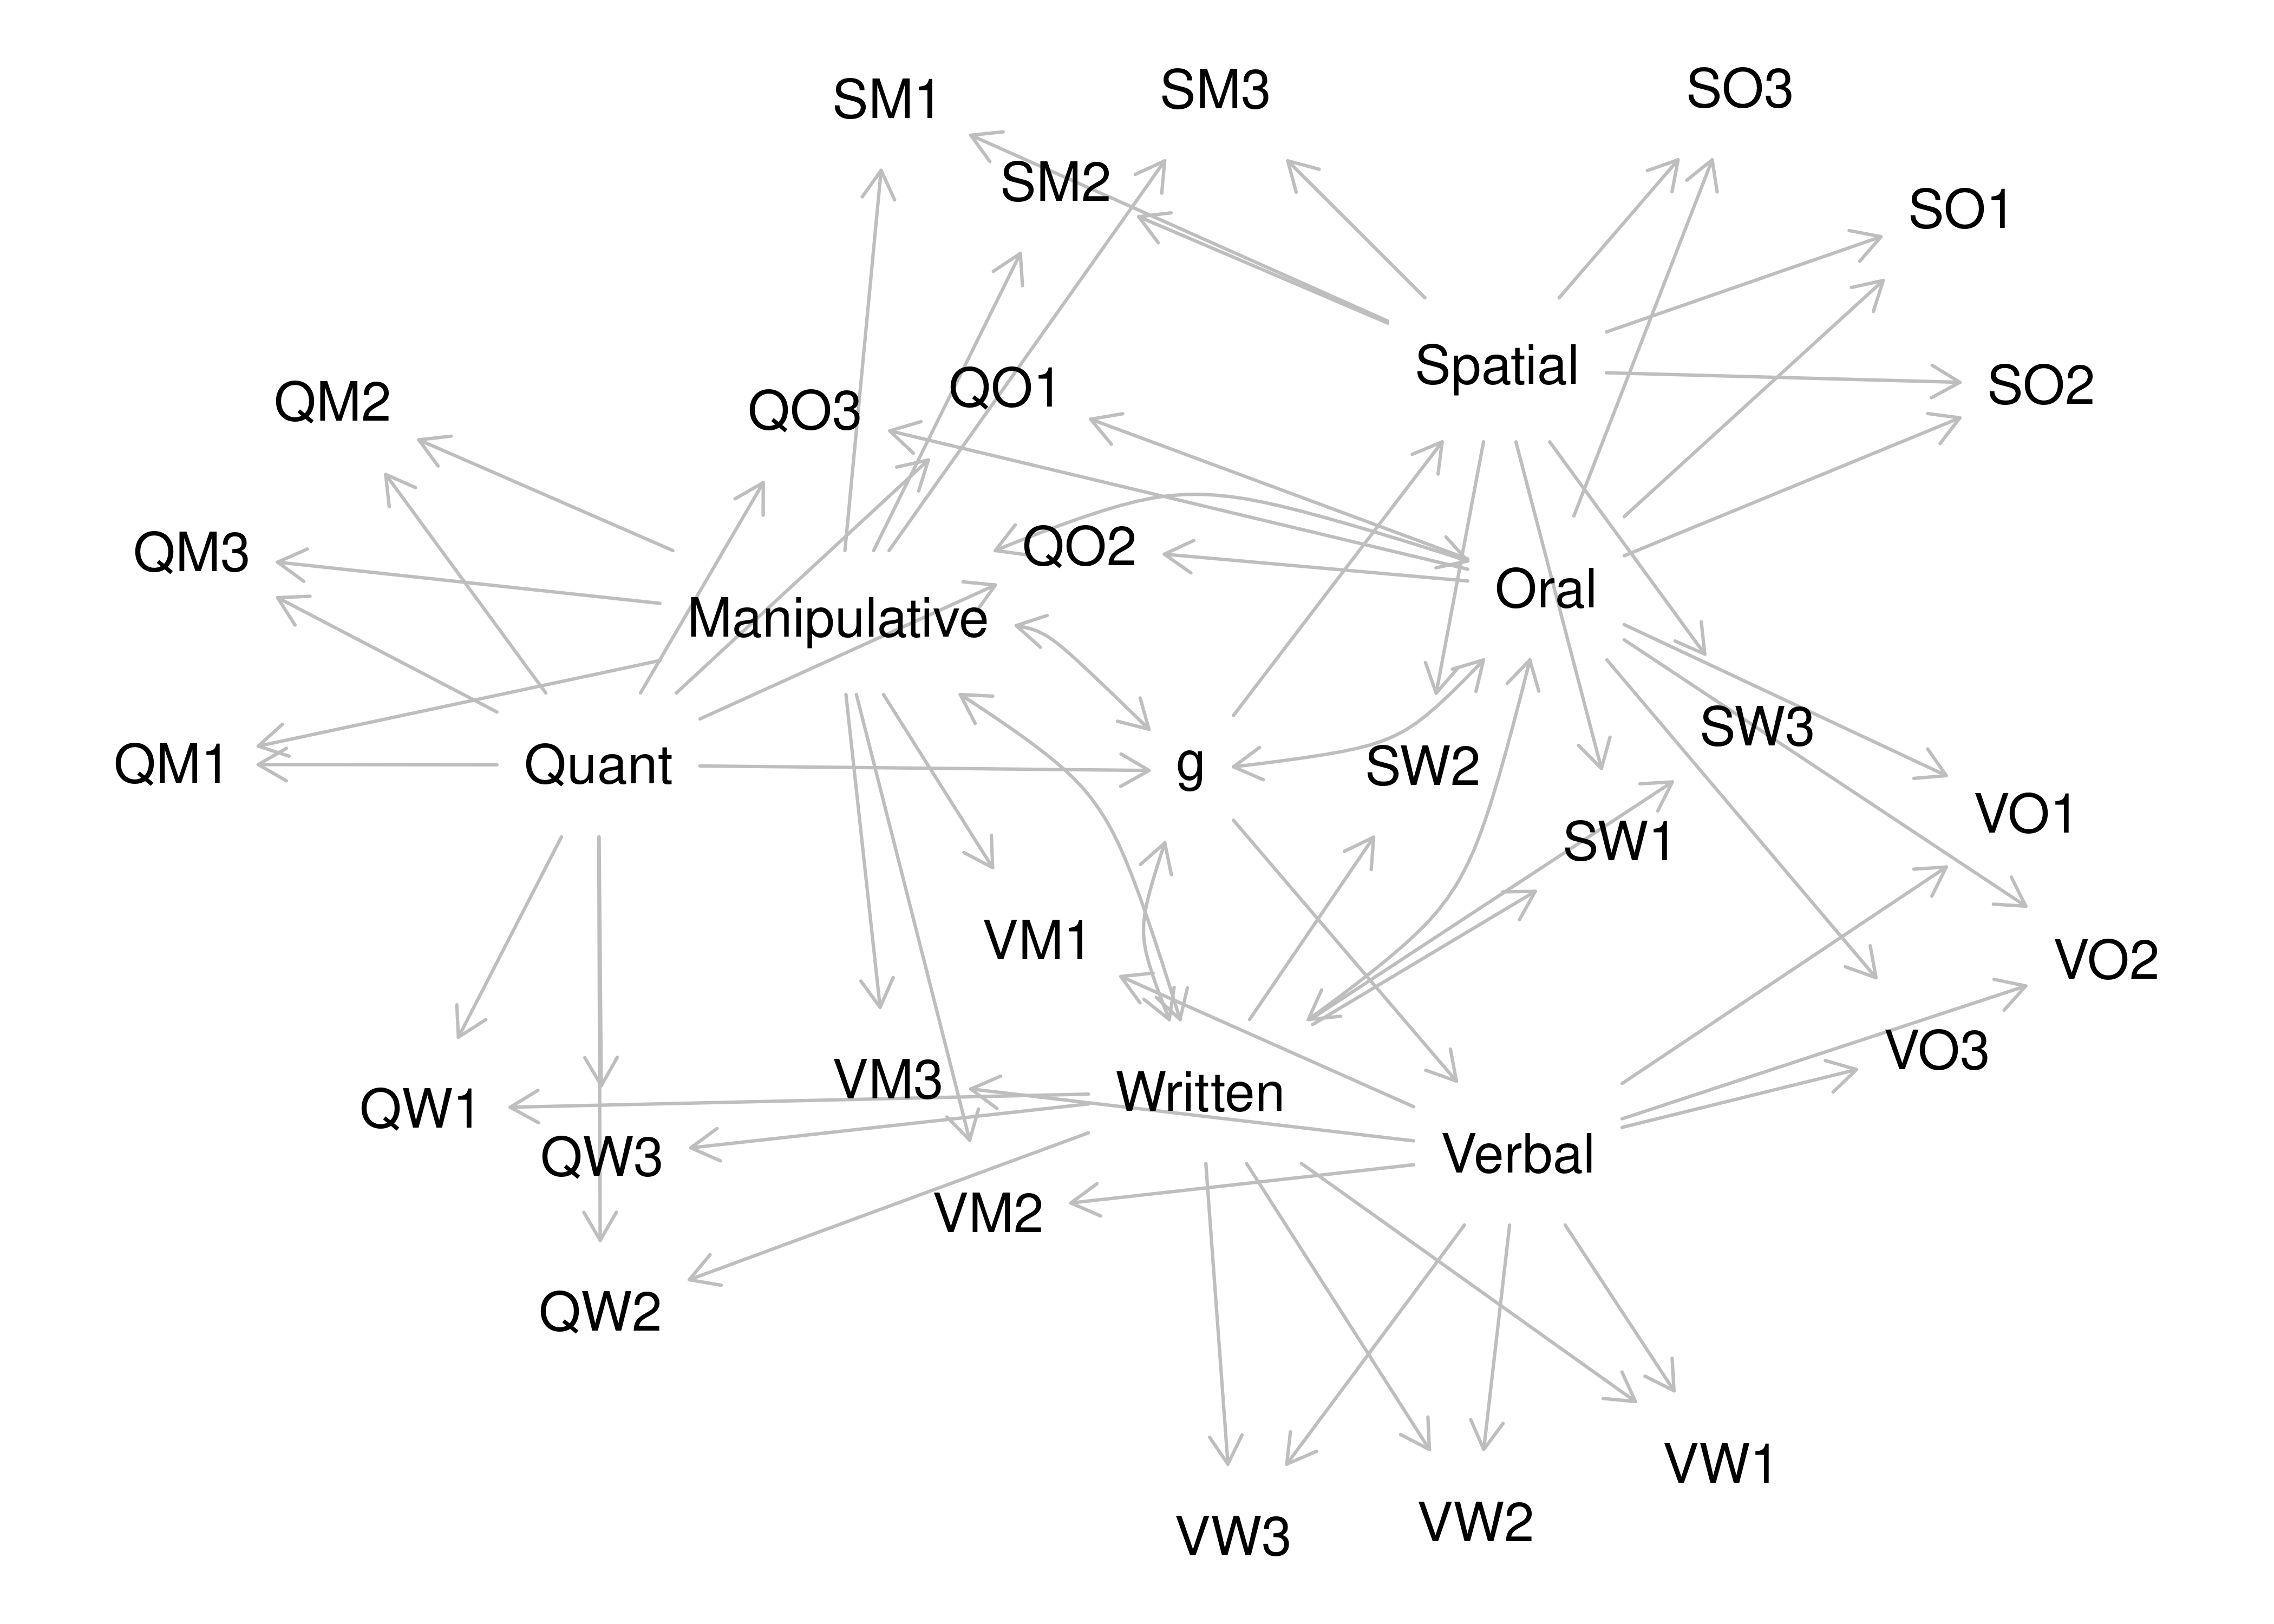 SM1
SM3
SO3
SM2
SO1
Spatial
QM2
QO3
QO1
SO2
QM3
QO2
Oral
Manipulative
SW3
QM1
Quant
g
SW2
VO1
SW1
VM1
VO2
VO3
VM3
Written
QW1
QW3
Verbal
VM2
QW2
VW1
VW3
VW2